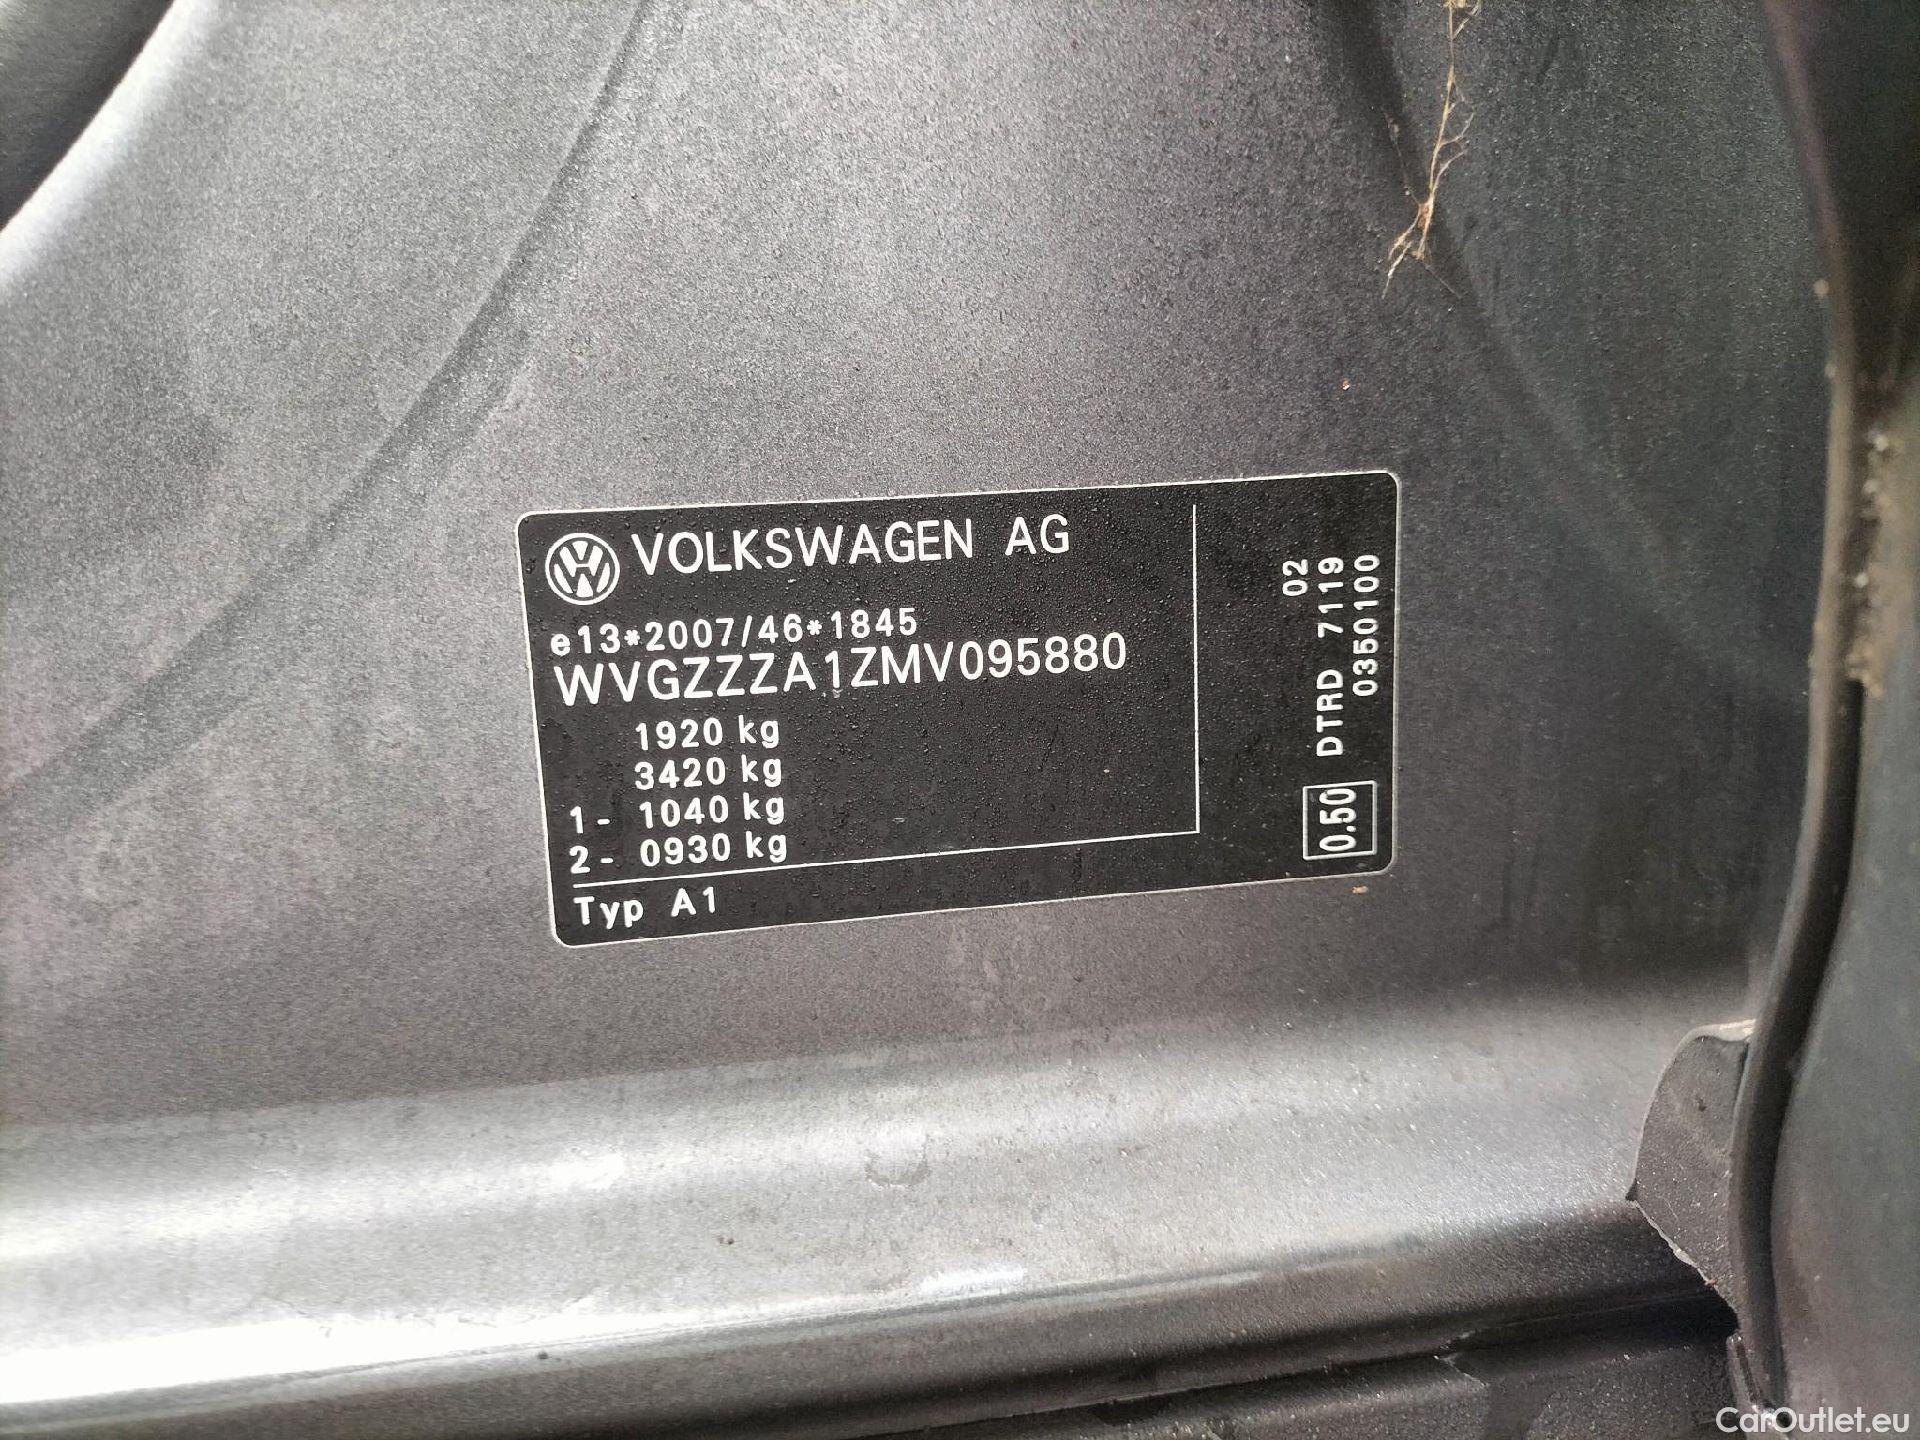 VOLKSWAGEN AG
e13*2007/46*1845
WVGZZZA1ZMV095880
1920 kg
3420 kg
1- 1040 kg
2- 0930 kg
Typ A1
02
DTRD 7119
0350100
0.50
CarOutlet.eu